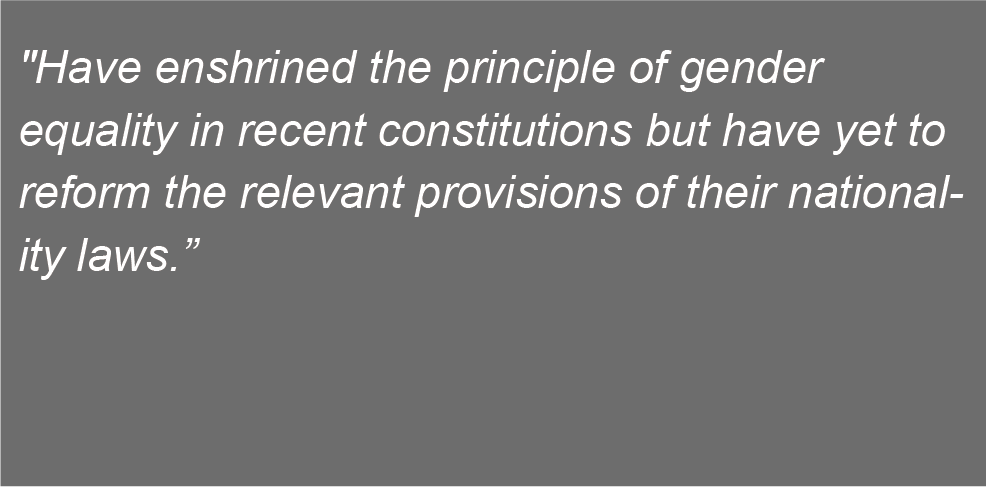 "Have enshrined the principle of gender
equality in recent constitutions but have yet to
reform the relevant provisions of their national-
ity laws.”